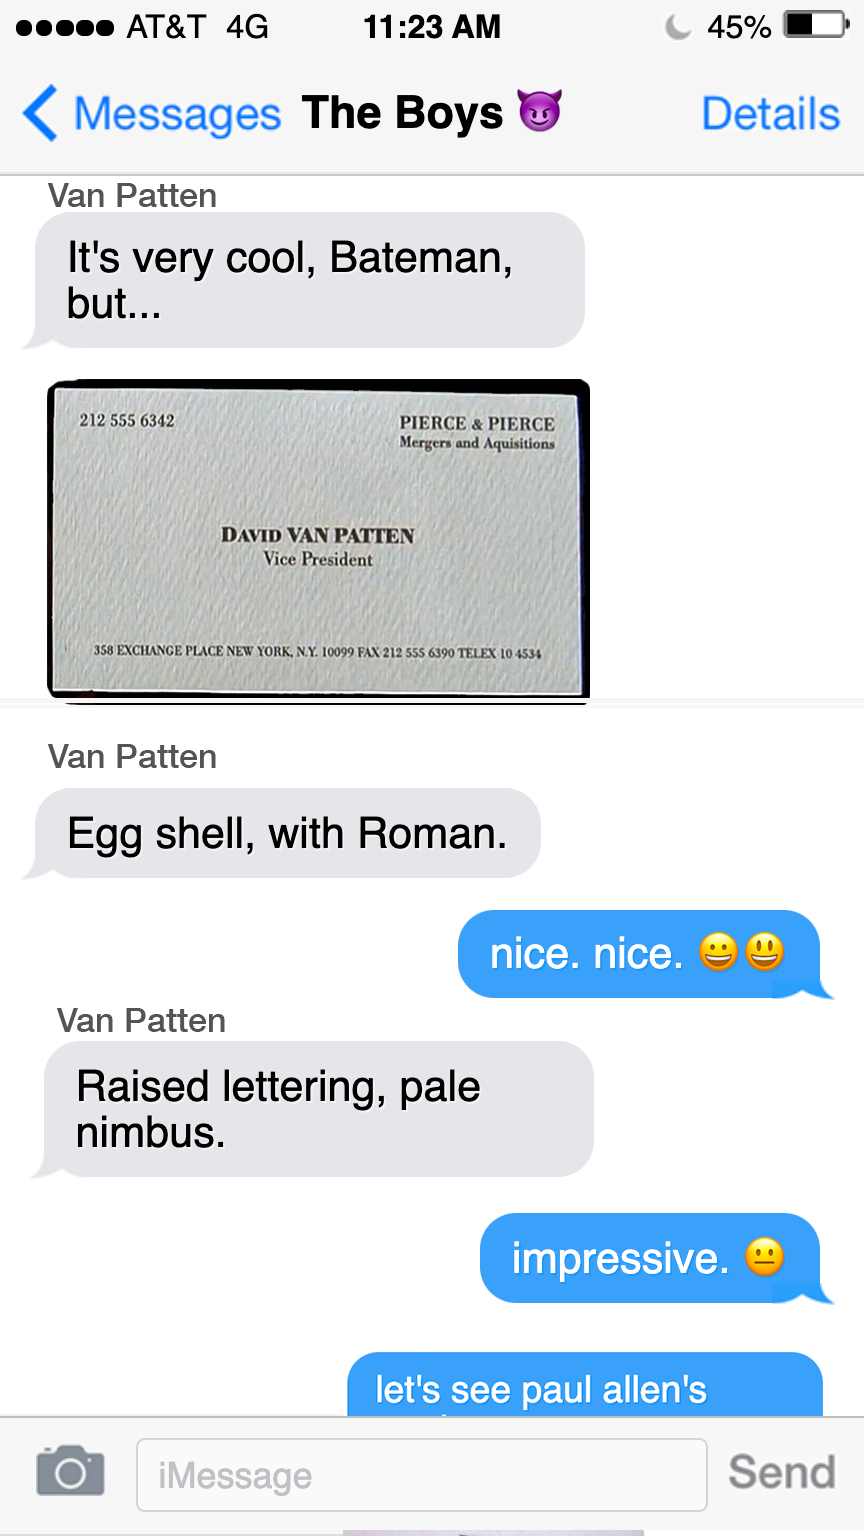 AT&T 4G 11:23 AM 45%
Messages The Boys 😈 Details
Van Patten
It's very cool, Bateman,
but...
212 555 6342
PIERCE & PIERCE
Mergers and Aquisitions
DAVID VAN PATTEN
Vice President
358 EXCHANGE PLACE NEW YORK, N.Y. 10099 FAX 212 555 6390 TELEX 10 4534
Van Patten
Egg shell, with Roman.
nice. nice. 😀😃
Van Patten
Raised lettering, pale
nimbus.
impressive. 😐
let's see paul allen's
iMessage
Send